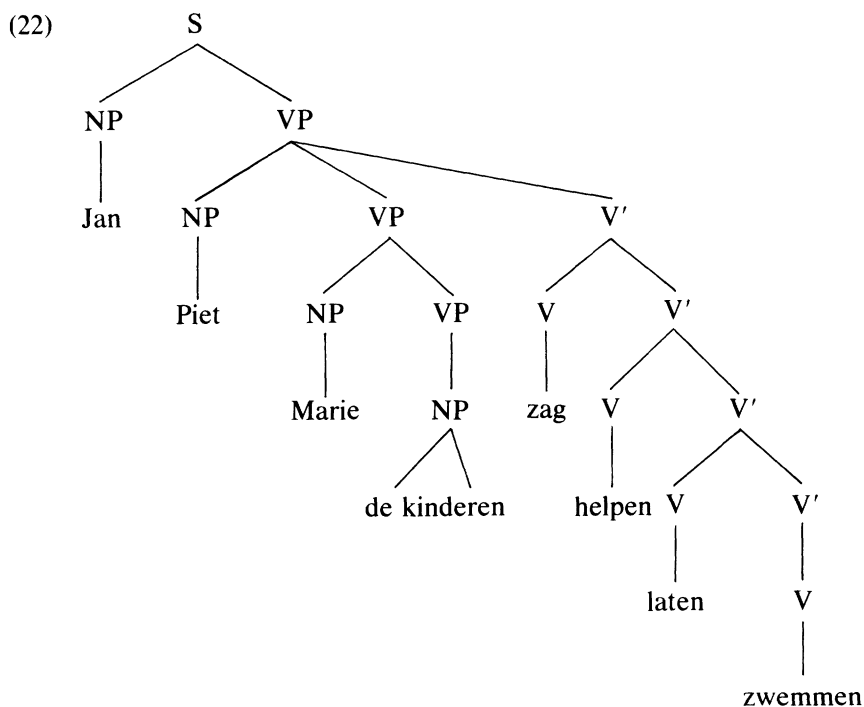 (22) S
NP VP
Jan NP VP V′
Piet NP VP V V′
Marie NP zag V V′
de kinderen helpen V V′
laten V
zwemmen